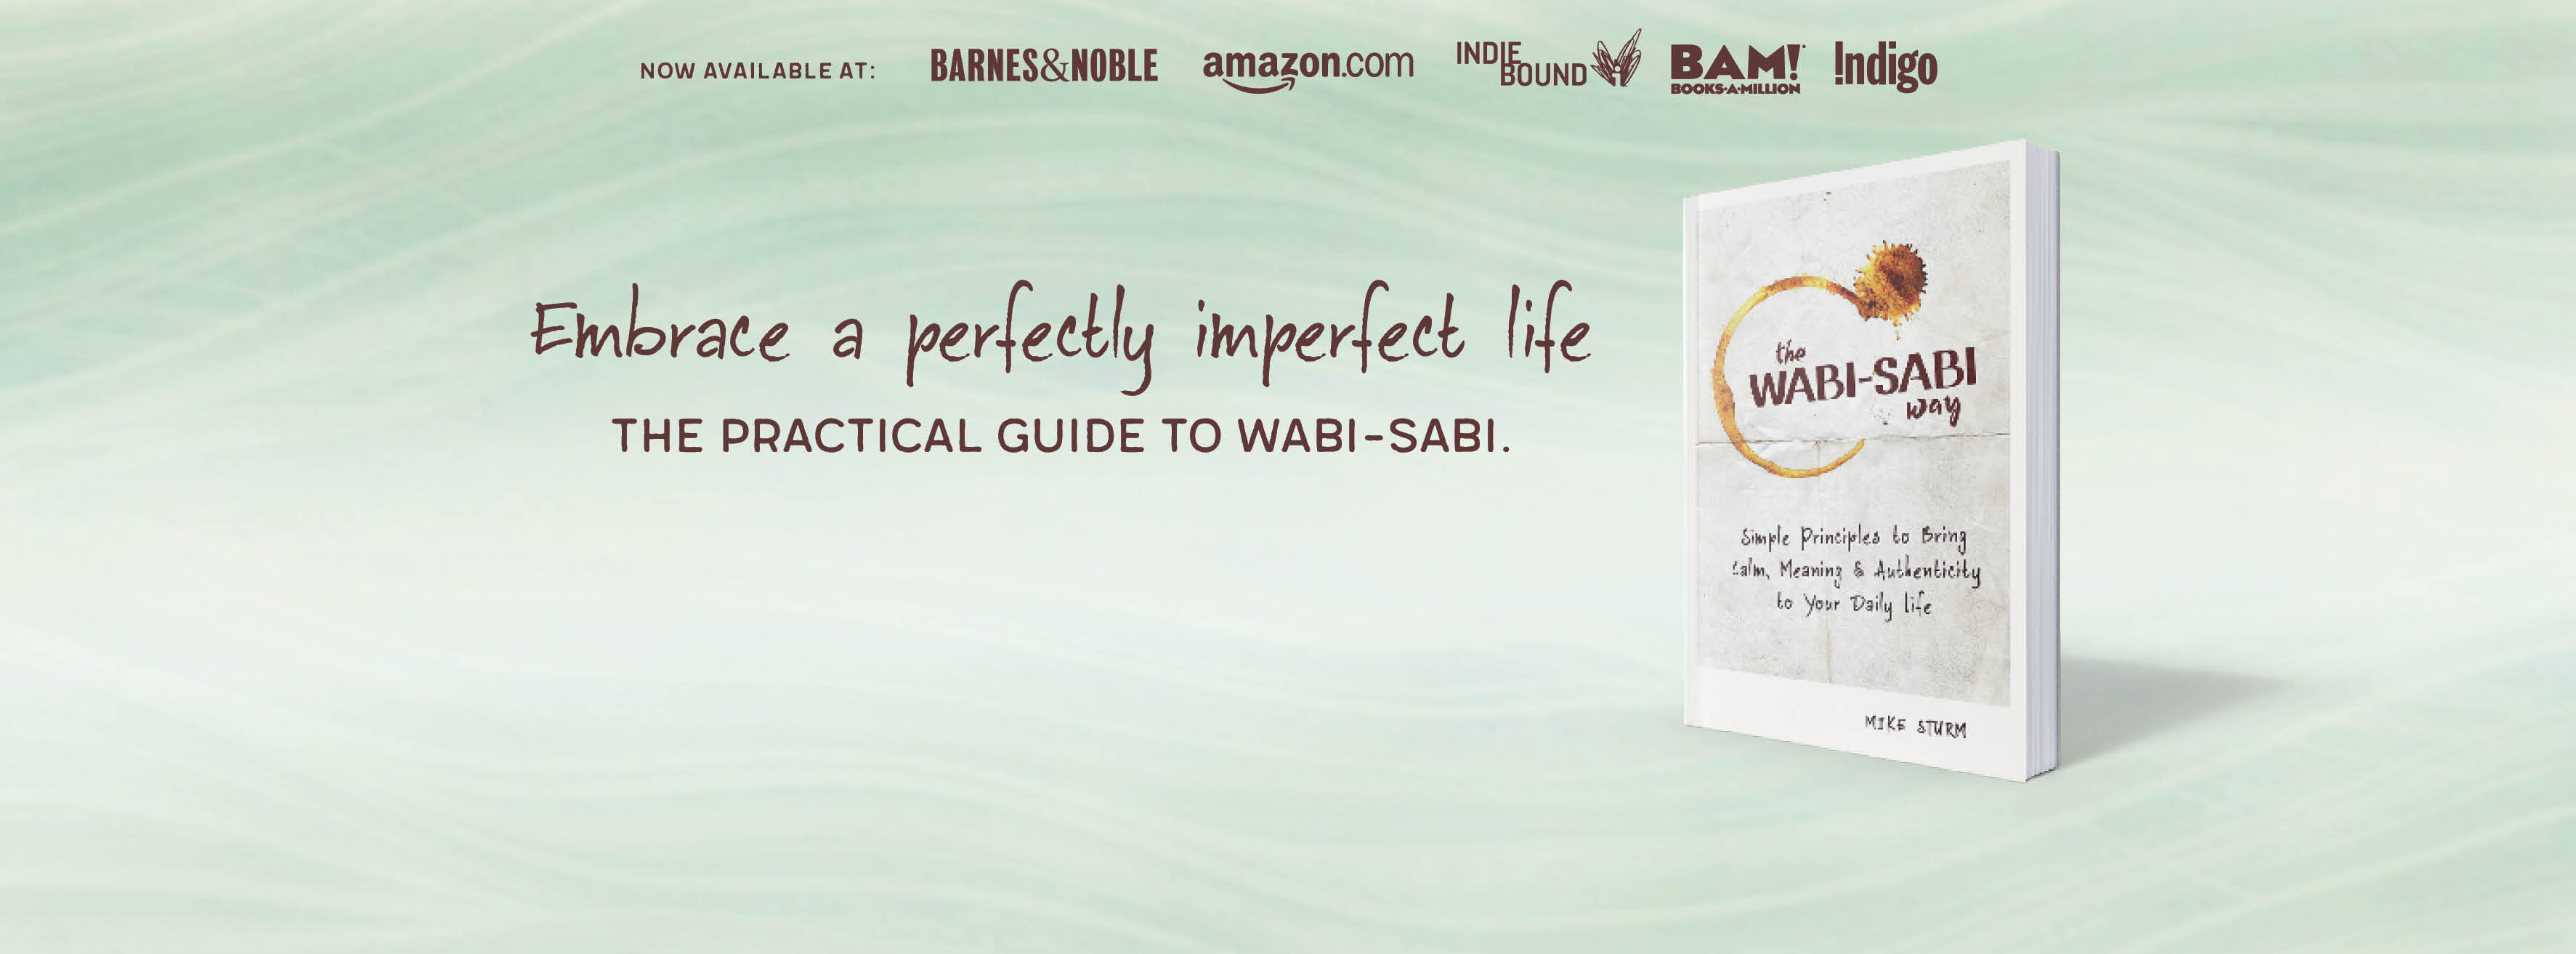 NOW AVAILABLE AT: BARNES&NOBLE amazon.com INDIE BOUND BAM! BOOKS·A·MILLION !ndigo
Embrace a perfectly imperfect life
THE PRACTICAL GUIDE TO WABI-SABI.
the
WABI-SABI
way
Simple Principles to Bring
Calm, Meaning & Authenticity
to Your Daily life
MIKE STURM